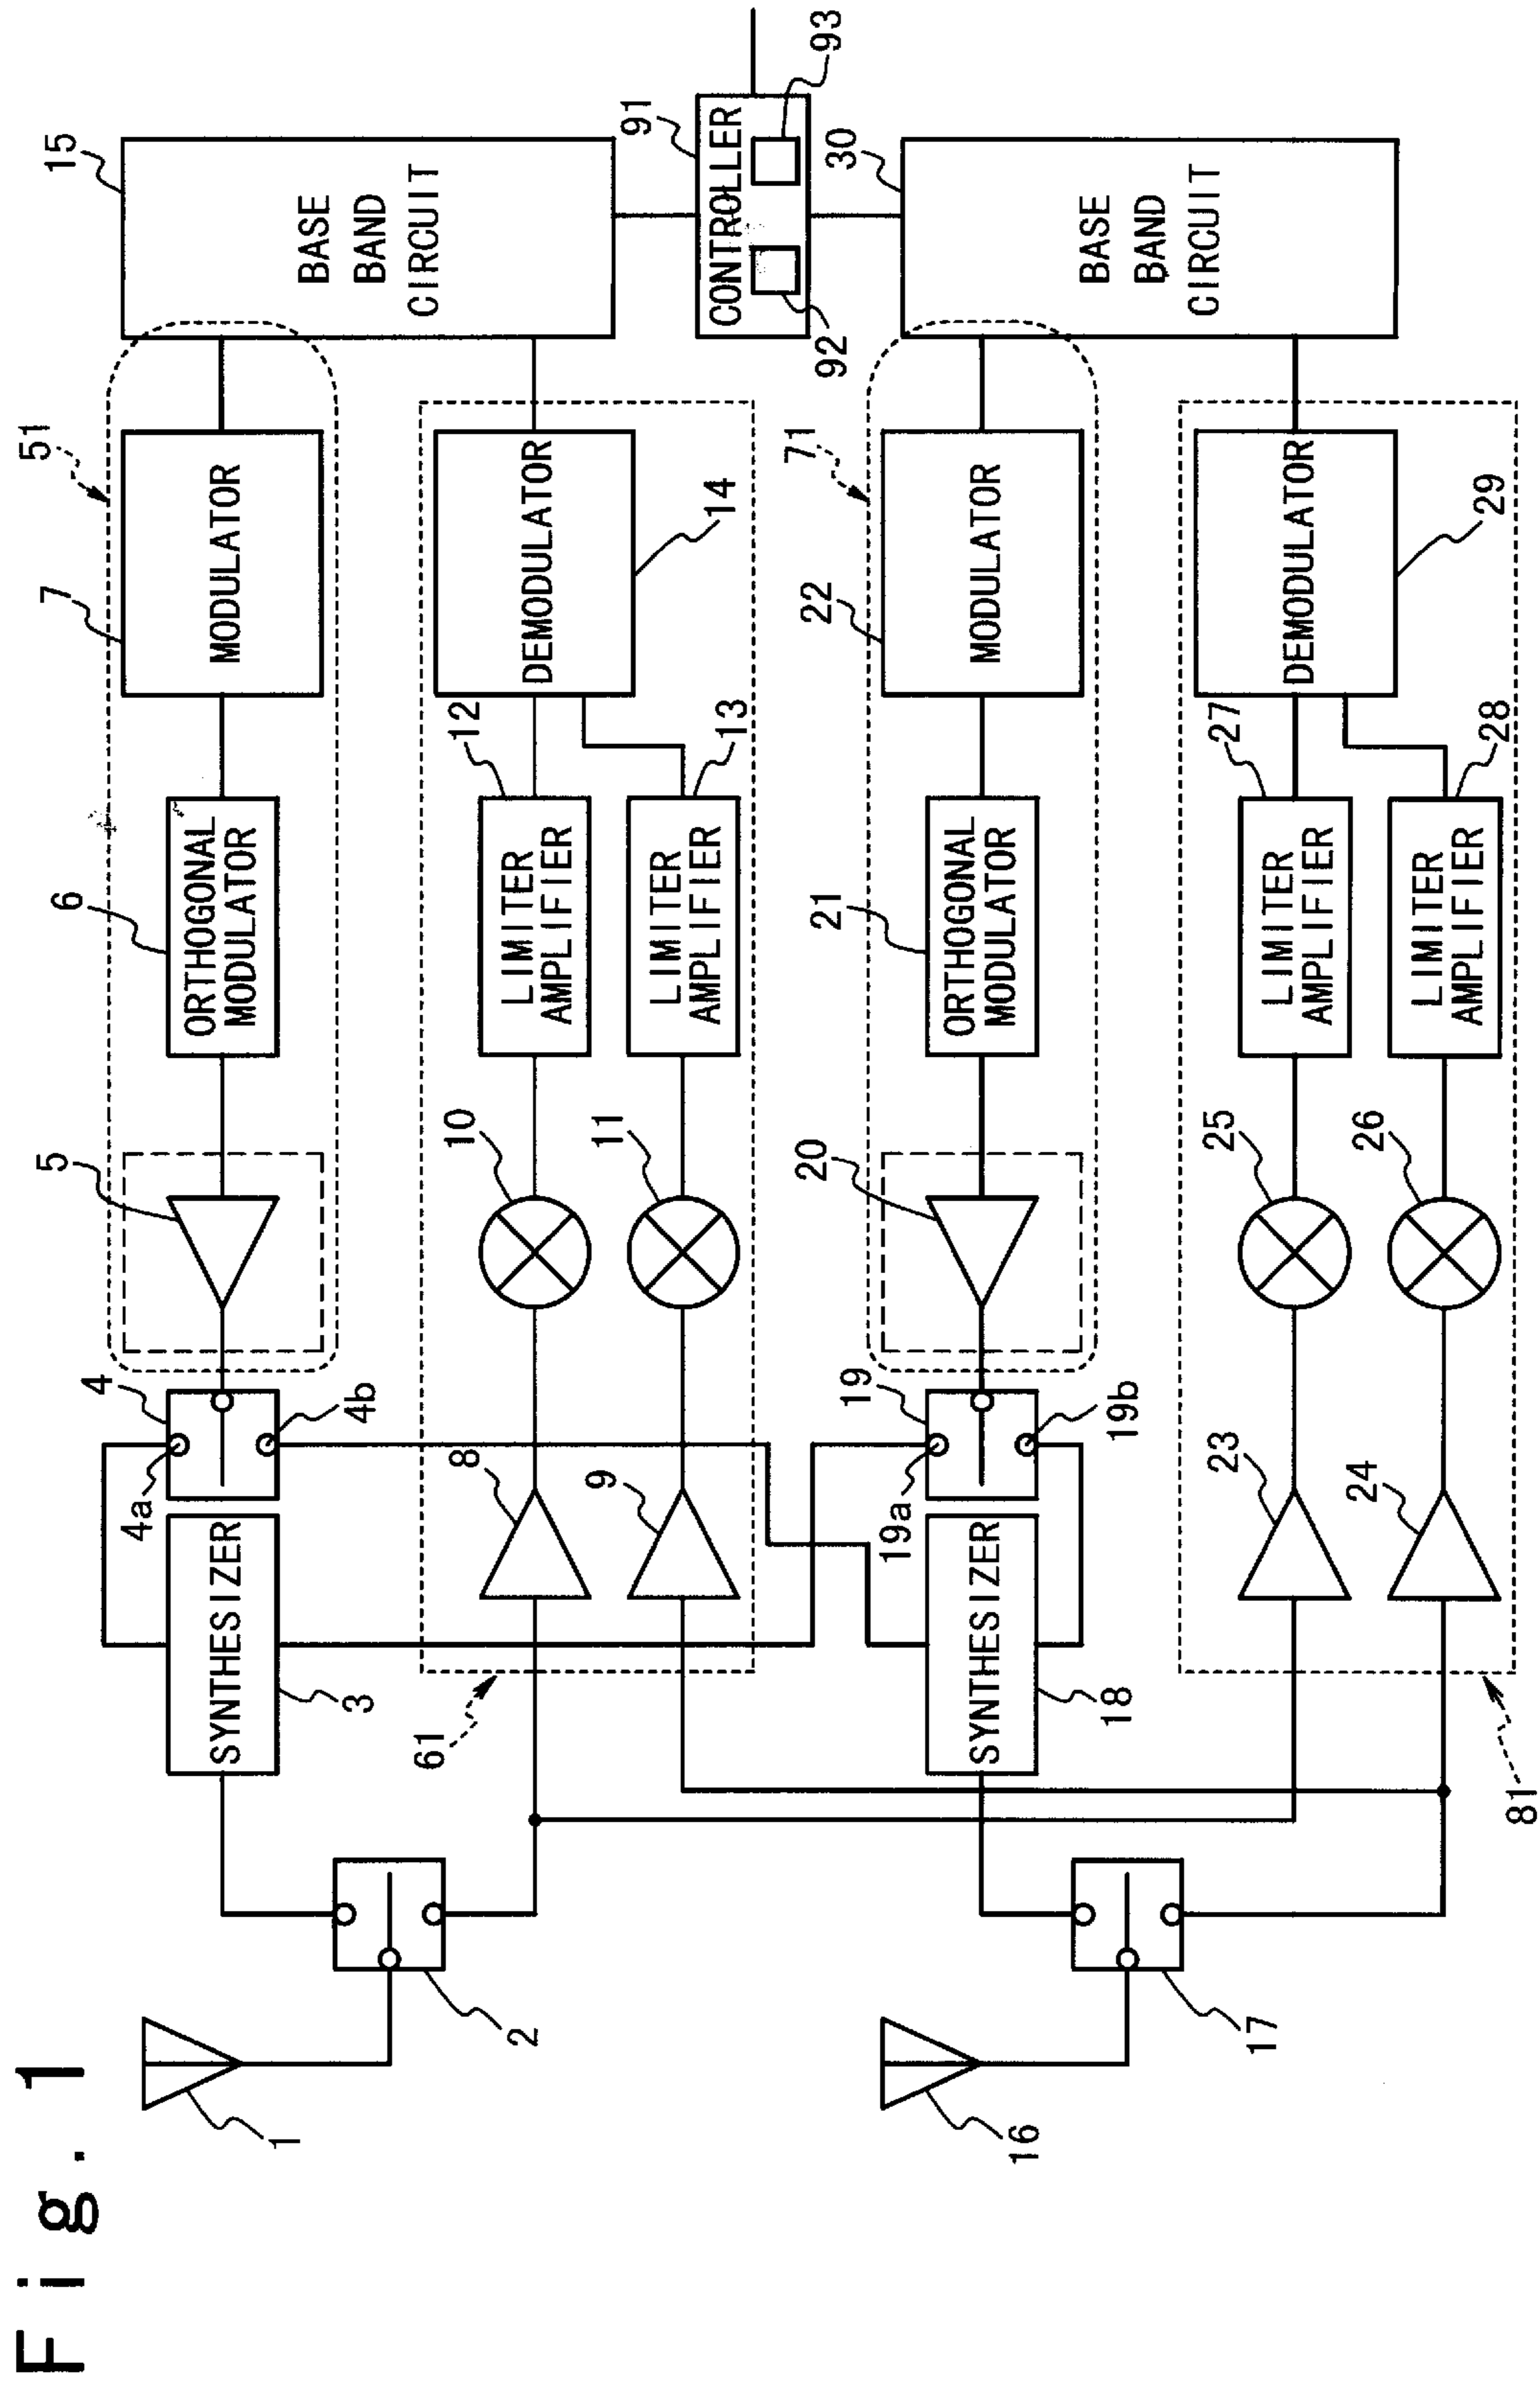 Fig. 1
1
2
3
SYNTHESIZER
4
4a
4b
5
6
ORTHOGONAL
MODULATOR
7
MODULATOR
51
15
BASE
BAND
CIRCUIT
61
8
9
10
11
12
LIMITER
AMPLIFIER
13
LIMITER
AMPLIFIER
14
DEMODULATOR
91
CONTROLLER
92
93
16
17
18
SYNTHESIZER
19
19a
19b
20
21
ORTHOGONAL
MODULATOR
22
MODULATOR
71
30
BASE
BAND
CIRCUIT
81
23
24
25
26
27
LIMITER
AMPLIFIER
28
LIMITER
AMPLIFIER
29
DEMODULATOR